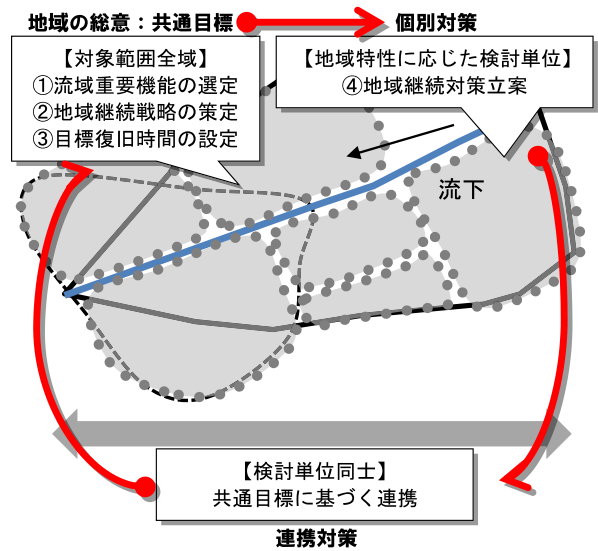 地域の総意：共通目標
個別対策
【対象範囲全域】
①流域重要機能の選定
②地域継続戦略の策定
③目標復旧時間の設定
【地域特性に応じた検討単位】
④地域継続対策立案
流下
【検討単位同士】
共通目標に基づく連携
連携対策